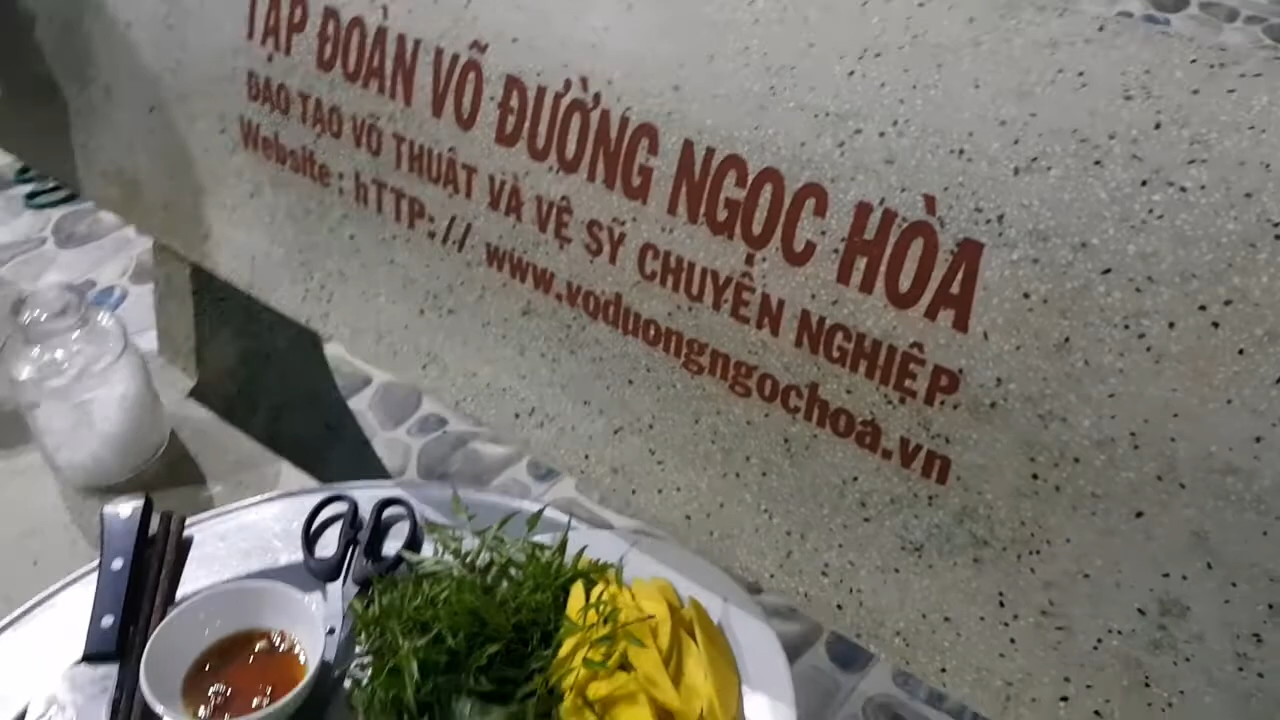 TẬP ĐOÀN VÕ ĐƯỜNG NGỌC HÒA
ĐÀO TẠO VÕ THUẬT VÀ VỆ SỸ CHUYÊN NGHIỆP
Website : hTTP:// www.voduongngochoa.vn